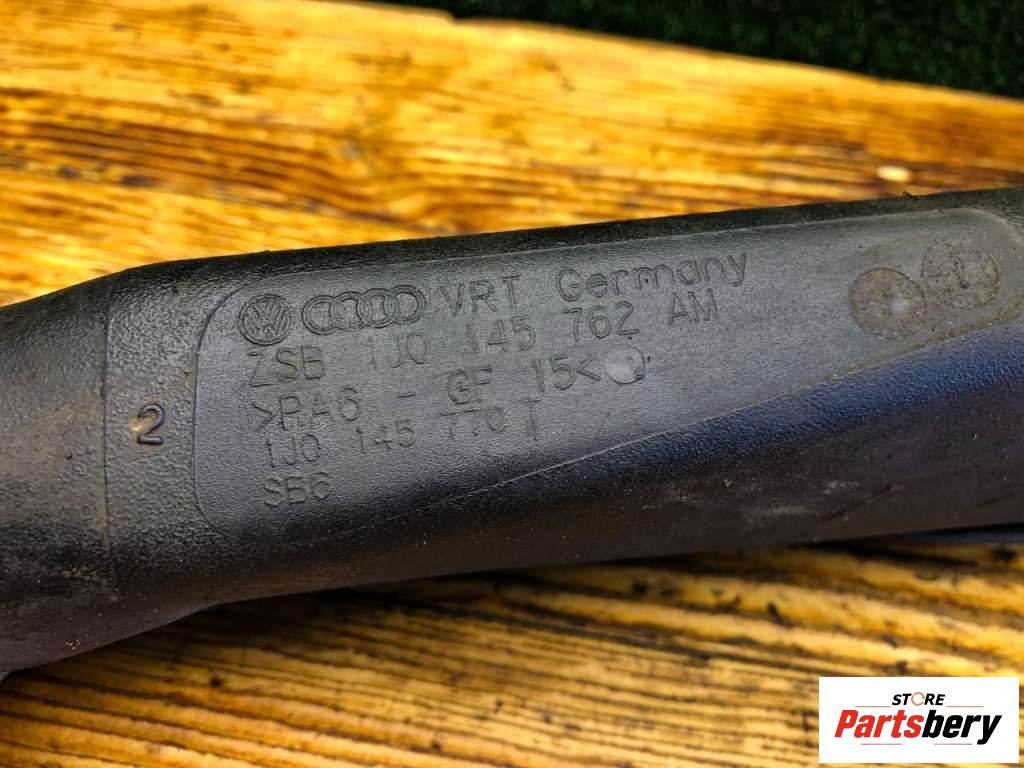 VRT Germany
ZSB 1J0 145 762 AM
>PA6 - GF 15<
1J0 145 770 T
SB6
2
STORE
Partsbery